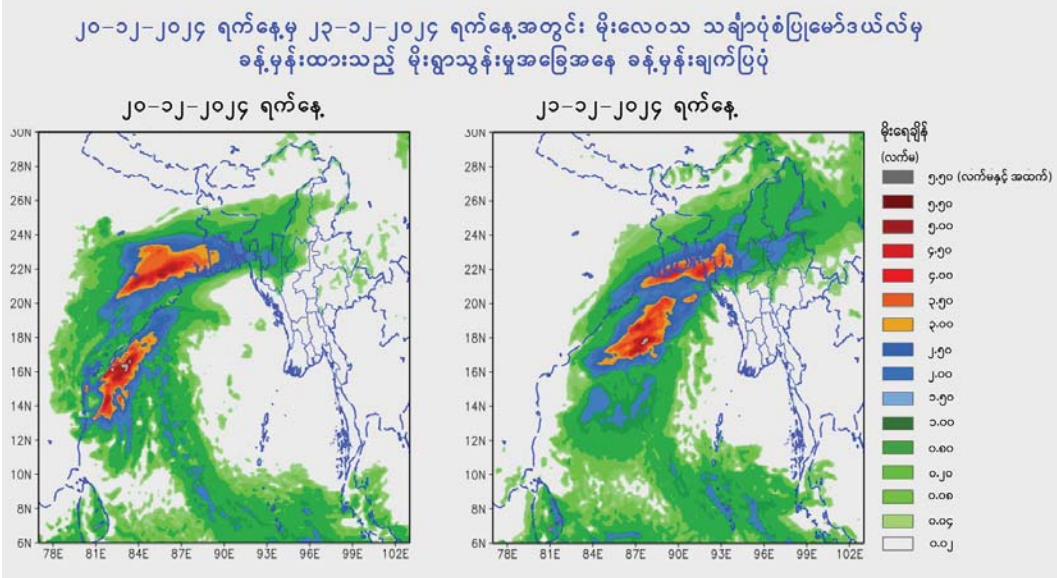 ၂၀-၁၂-၂၀၂၄ ရက်နေ့မှ ၂၃-၁၂-၂၀၂၄ ရက်နေ့အတွင်း မိုးလေဝသ သင်္ချာပုံစံပြုမော်ဒယ်လ်မှ
ခန့်မှန်းထားသည့် မိုးရွာသွန်းမှုအခြေအနေ ခန့်မှန်းချက်ပြပုံ
၂၀-၁၂-၂၀၂၄ ရက်နေ့
30N
28N
26N
24N
22N
20N
18N
16N
14N
12N
10N
8N
6N
78E 81E 84E 87E 90E 93E 96E 99E 102E
၂၁-၁၂-၂၀၂၄ ရက်နေ့
30N
28N
26N
24N
22N
20N
18N
16N
14N
12N
10N
8N
6N
78E 81E 84E 87E 90E 93E 96E 99E 102E
မိုးရေချိန်
(လက်မ)
၅.၅၀ (လက်မနှင့် အထက်)
၅.၅၀
၅.၀၀
၄.၅၀
၄.၀၀
၃.၅၀
၃.၀၀
၂.၅၀
၂.၀၀
၁.၅၀
၁.၀၀
၀.၈၀
၀.၂၀
၀.၀၈
၀.၀၄
၀.၀၂